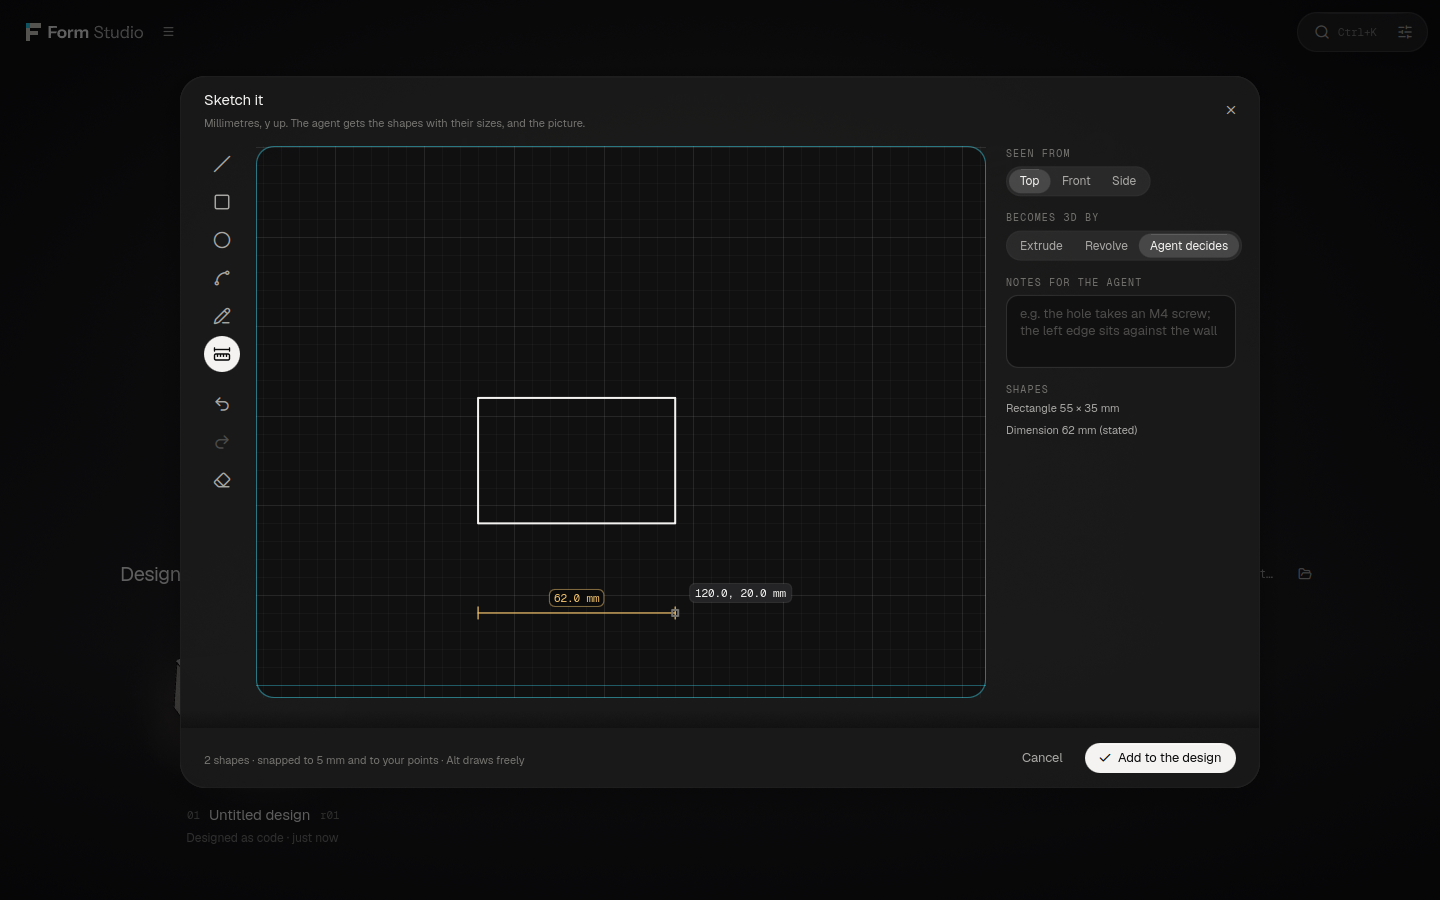 Form Studio
Ctrl+K
Sketch it
Millimetres, y up. The agent gets the shapes with their sizes, and the picture.
SEEN FROM
Top Front Side
BECOMES 3D BY
Extrude Revolve Agent decides
NOTES FOR THE AGENT
e.g. the hole takes an M4 screw;
the left edge sits against the wall
SHAPES
Rectangle 55 × 35 mm
Dimension 62 mm (stated)
62.0 mm
120.0, 20.0 mm
Design
t...
2 shapes · snapped to 5 mm and to your points · Alt draws freely
Cancel
Add to the design
01 Untitled design r01
Designed as code · just now